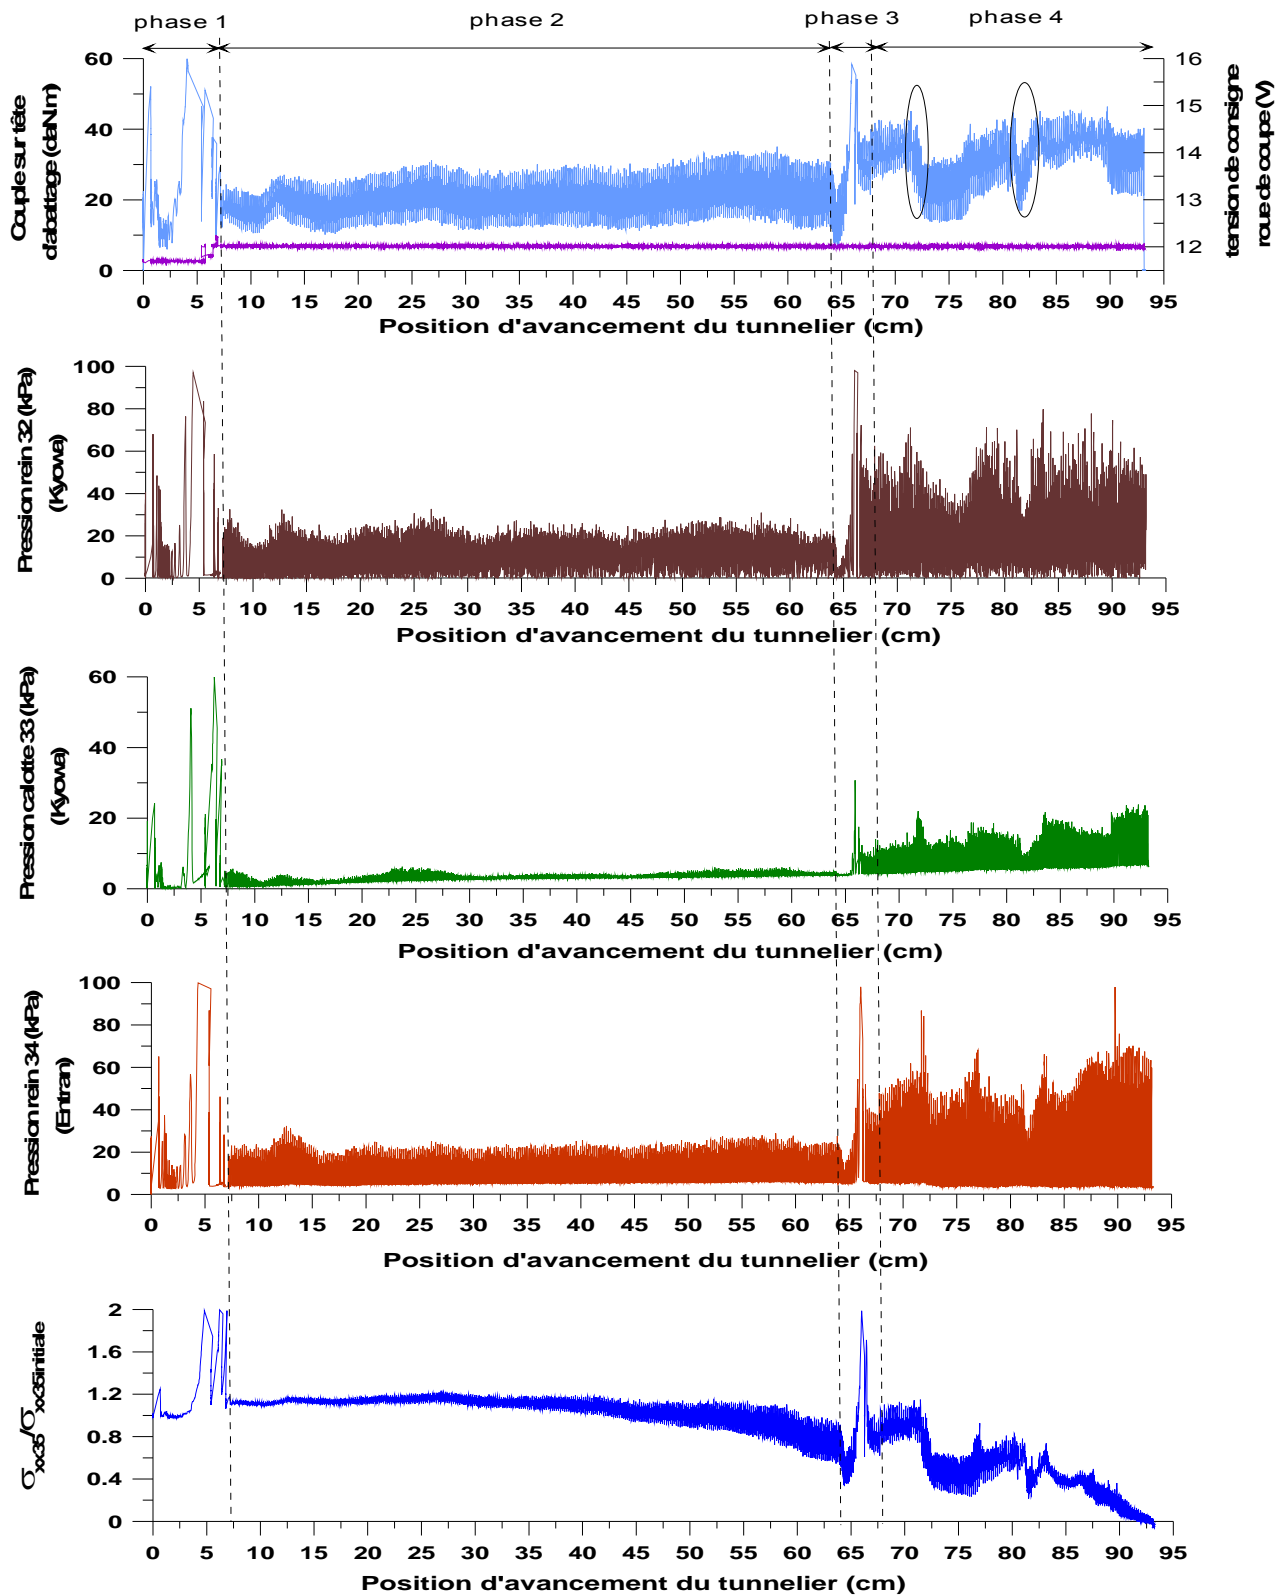 phase 1 phase 2 phase 3 phase 4
Couple sur tête
d'abattage (daN.m)
60
40
20
0
16
15
14
13
12
tension de consigne
roue de coupe (V)
0 5 10 15 20 25 30 35 40 45 50 55 60 65 70 75 80 85 90 95
Position d'avancement du tunnelier (cm)
Pression rein 32 (kPa)
(Kyowa)
100
80
60
40
20
0
0 5 10 15 20 25 30 35 40 45 50 55 60 65 70 75 80 85 90 95
Position d'avancement du tunnelier (cm)
Pression calotte 33 (kPa)
(Kyowa)
60
40
20
0
0 5 10 15 20 25 30 35 40 45 50 55 60 65 70 75 80 85 90 95
Position d'avancement du tunnelier (cm)
Pression rein 34 (kPa)
(Entran)
100
80
60
40
20
0
0 5 10 15 20 25 30 35 40 45 50 55 60 65 70 75 80 85 90 95
Position d'avancement du tunnelier (cm)
σxx35/σxx35initiale
2
1.6
1.2
0.8
0.4
0
0 5 10 15 20 25 30 35 40 45 50 55 60 65 70 75 80 85 90 95
Position d'avancement du tunnelier (cm)